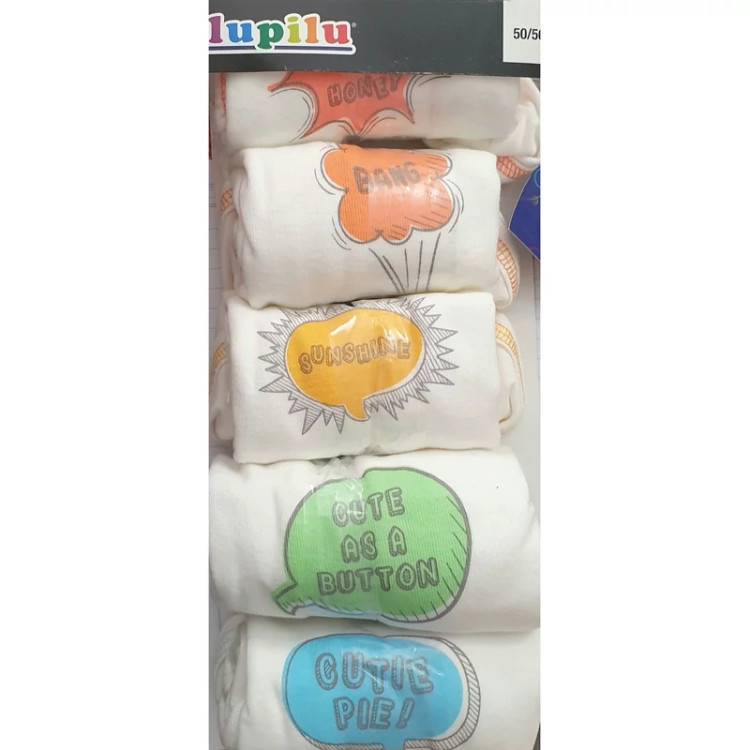 lupilu®
50/56
HONEY
BANG
SUNSHINE
CUTE
AS A
BUTTON
CUTIE
PIE!